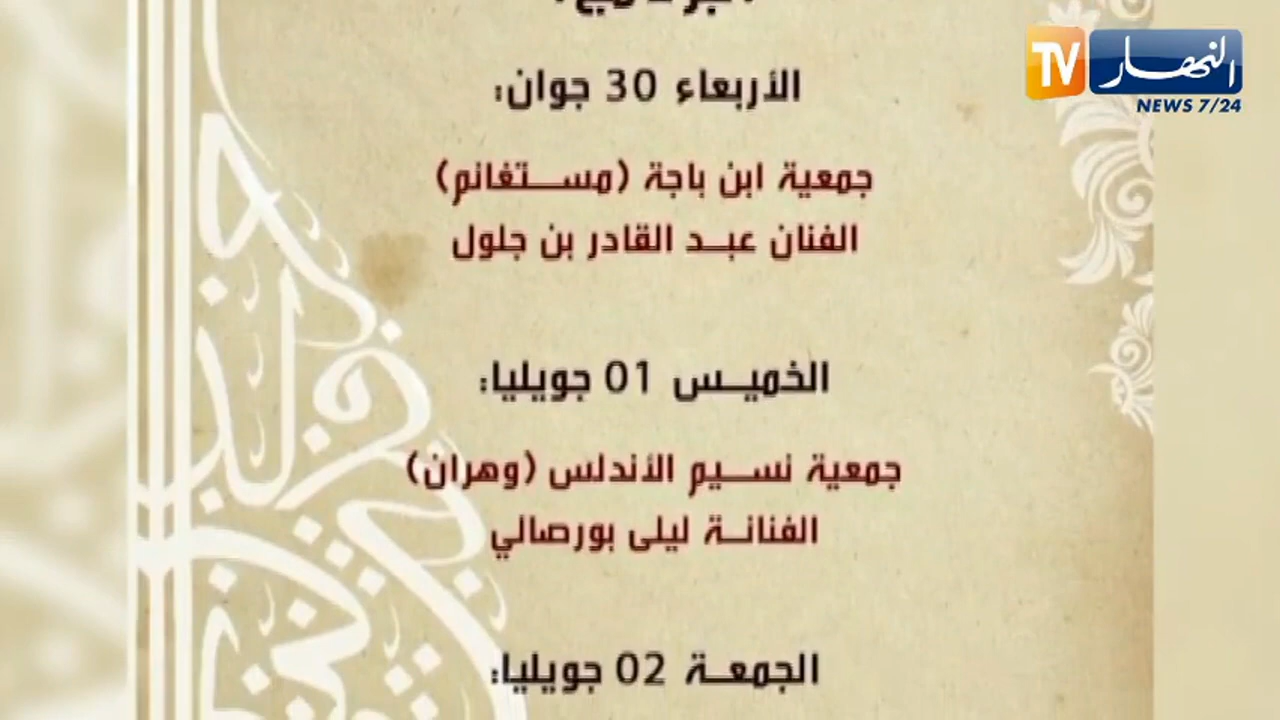 النهار TV
NEWS 7/24
الأربعاء 30 جوان:
جمعية ابن باجة (مستغانم)
الفنان عبد القادر بن جلول
الخميس 01 جويليا:
جمعية نسيم الأندلس (وهران)
الفنانة ليلى بورصالي
الجمعة 02 جويليا: